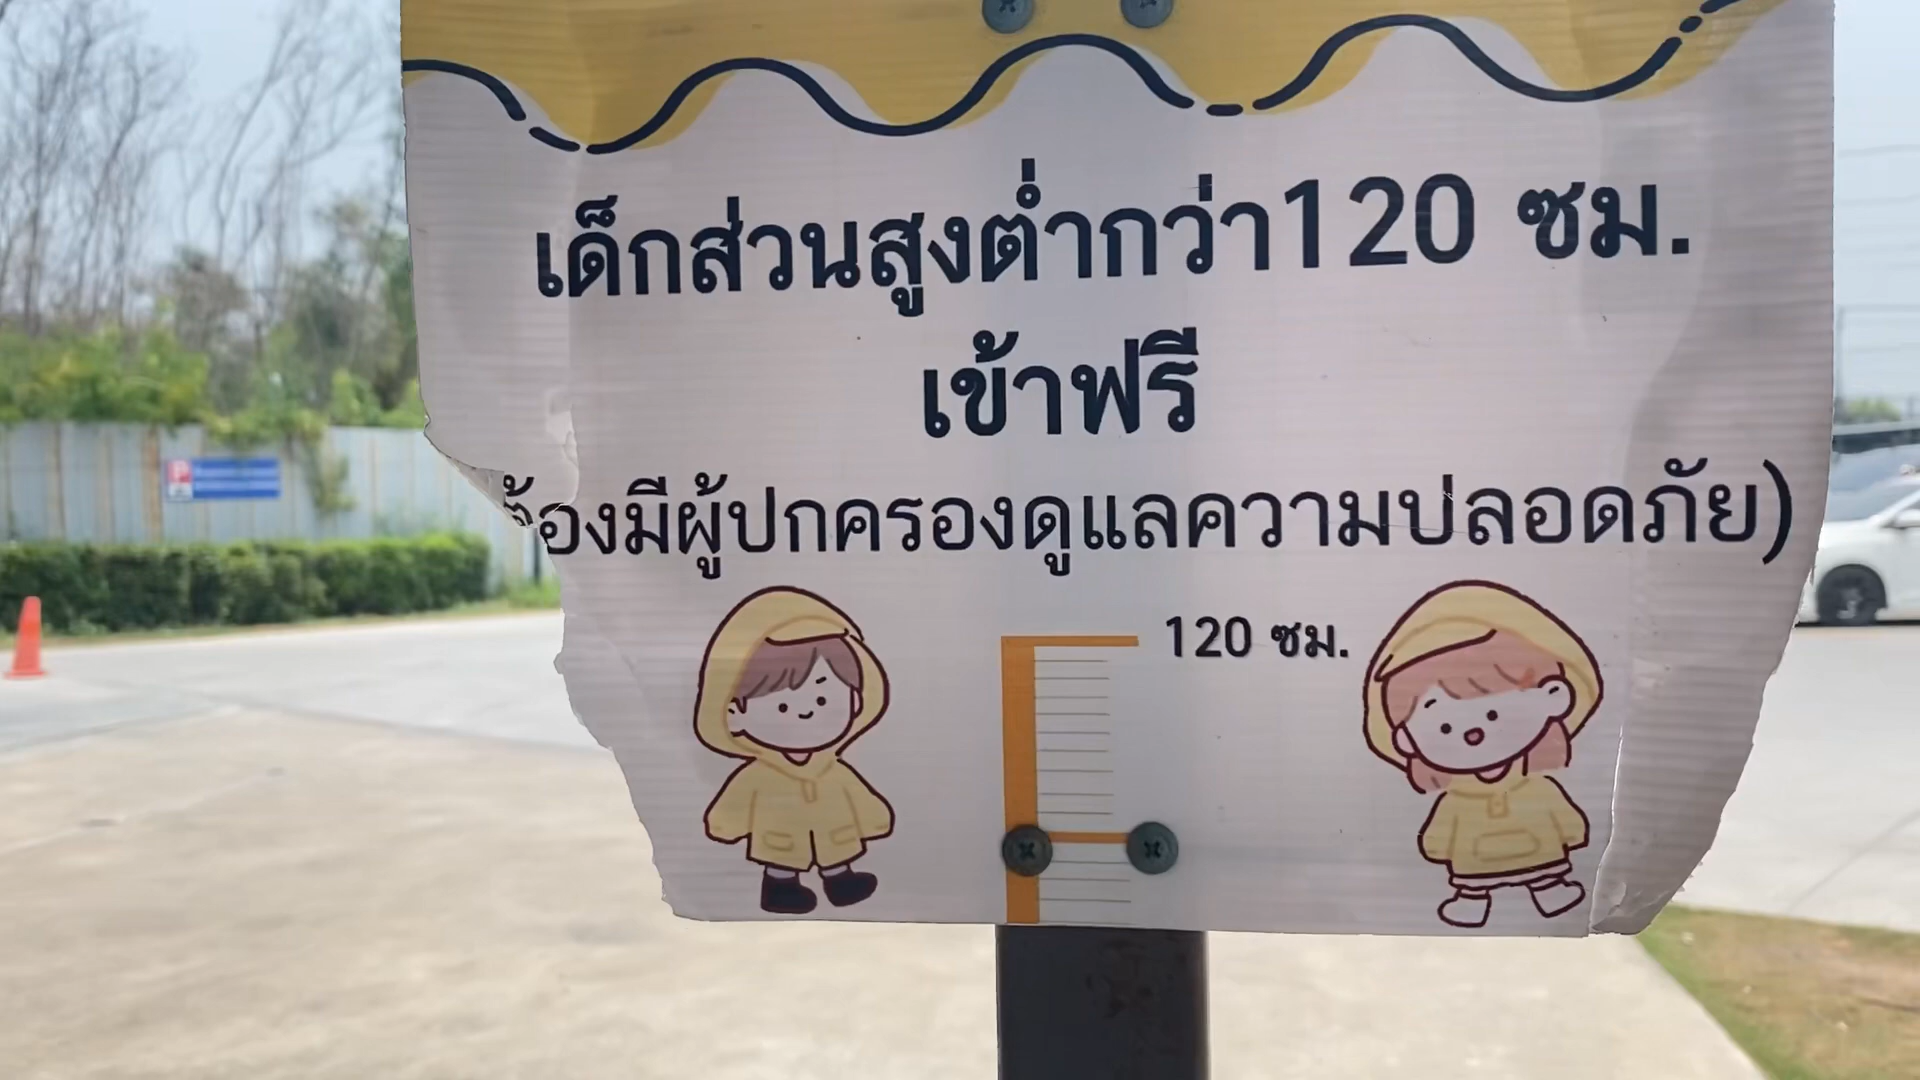 เด็กส่วนสูงต่ำกว่า120 ซม.
เข้าฟรี
ต้องมีผู้ปกครองดูแลความปลอดภัย)
120 ซม.
P